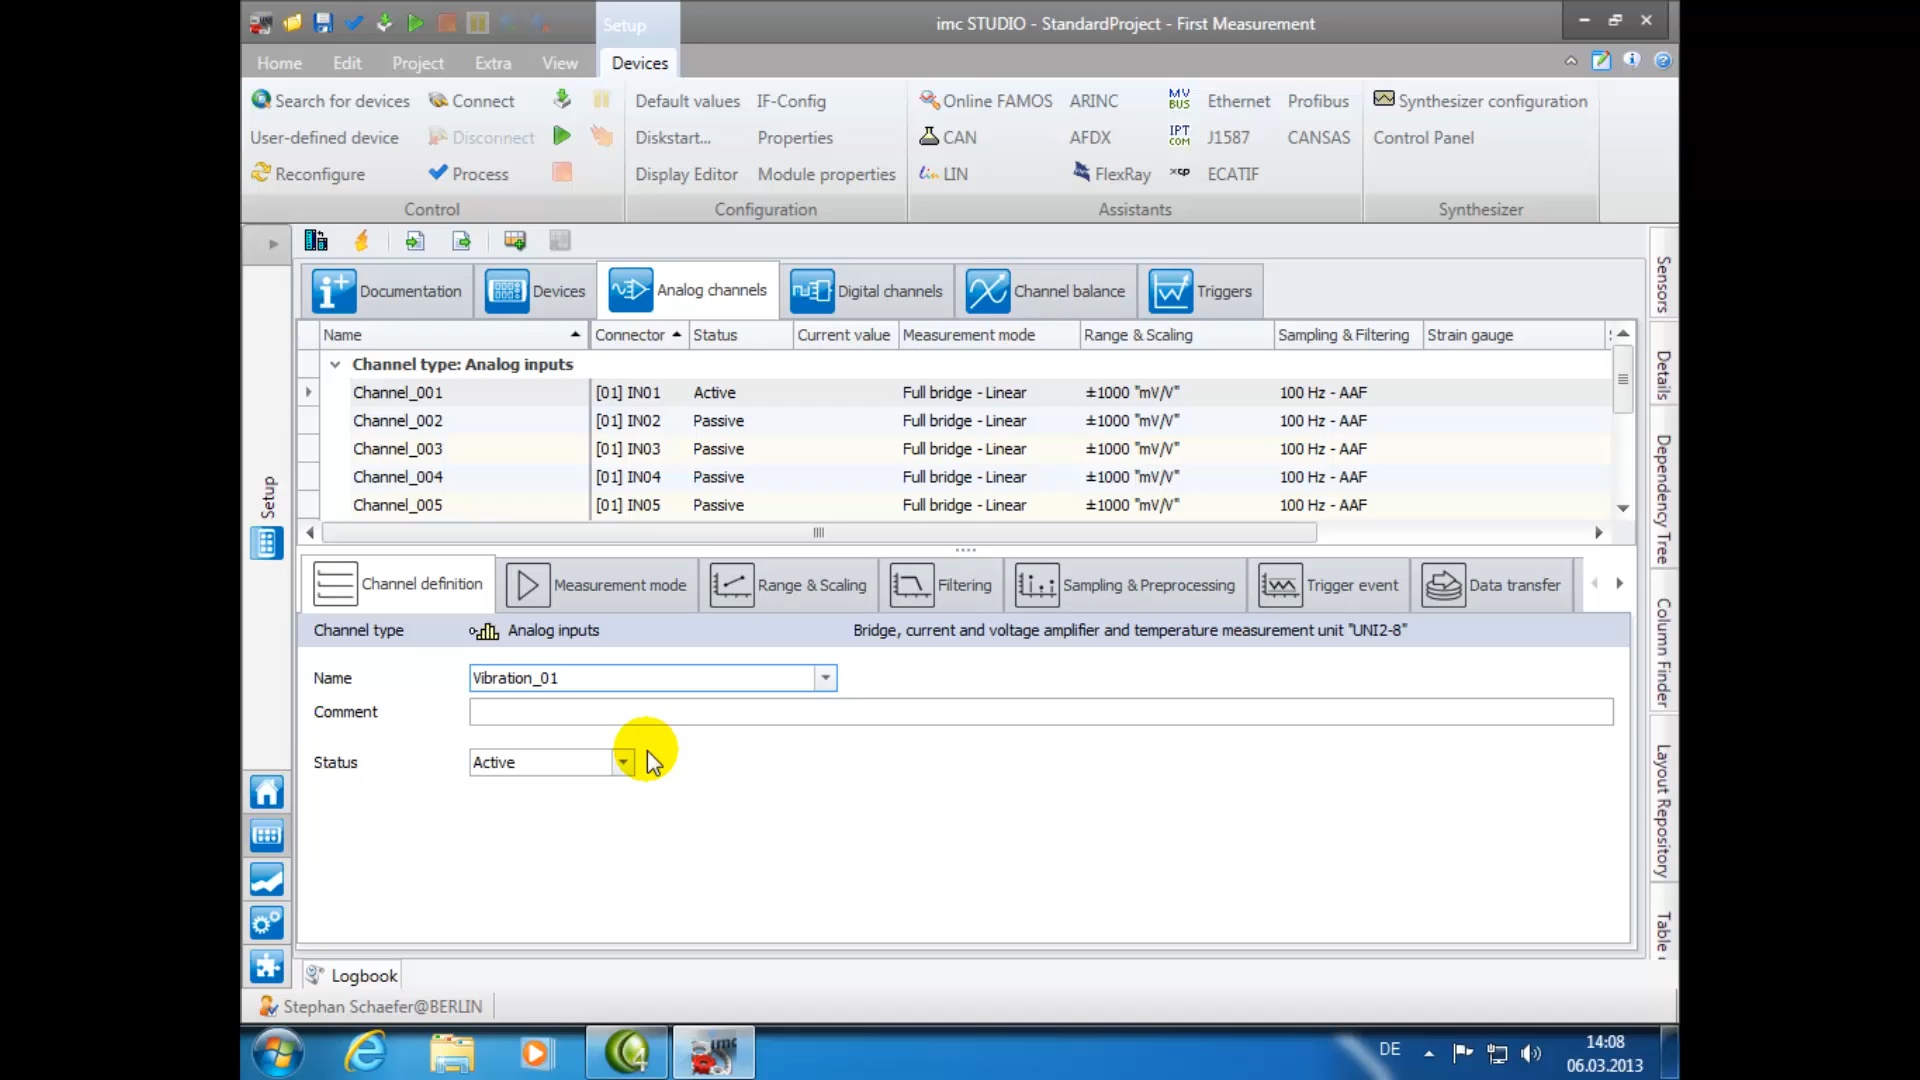 Setup
imc STUDIO - StandardProject - First Measurement
Home Edit Project Extra View Devices
Search for devices Connect Default values IF-Config Online FAMOS ARINC MV BUS Ethernet Profibus Synthesizer configuration
User-defined device Disconnect Diskstart... Properties CAN AFDX IPT COM J1587 CANSAS Control Panel
Reconfigure Process Display Editor Module properties Lin LIN FlexRay xcp ECATIF
Control Configuration Assistants Synthesizer
Documentation Devices Analog channels Digital channels Channel balance Triggers
Name Connector Status Current value Measurement mode Range & Scaling Sampling & Filtering Strain gauge
Channel type: Analog inputs
Channel_001 [01] IN01 Active Full bridge - Linear ±1000 "mV/V" 100 Hz - AAF
Channel_002 [01] IN02 Passive Full bridge - Linear ±1000 "mV/V" 100 Hz - AAF
Channel_003 [01] IN03 Passive Full bridge - Linear ±1000 "mV/V" 100 Hz - AAF
Channel_004 [01] IN04 Passive Full bridge - Linear ±1000 "mV/V" 100 Hz - AAF
Channel_005 [01] IN05 Passive Full bridge - Linear ±1000 "mV/V" 100 Hz - AAF
Setup
Channel definition Measurement mode Range & Scaling Filtering Sampling & Preprocessing Trigger event Data transfer
Channel type Analog inputs Bridge, current and voltage amplifier and temperature measurement unit "UNI2-8"
Name Vibration_01
Comment
Status Active
Sensors
Details
Dependency Tree
Column Finder
Layout Repository
Table
Logbook
Stephan Schaefer@BERLIN
4
imc
DE
14:08
06.03.2013